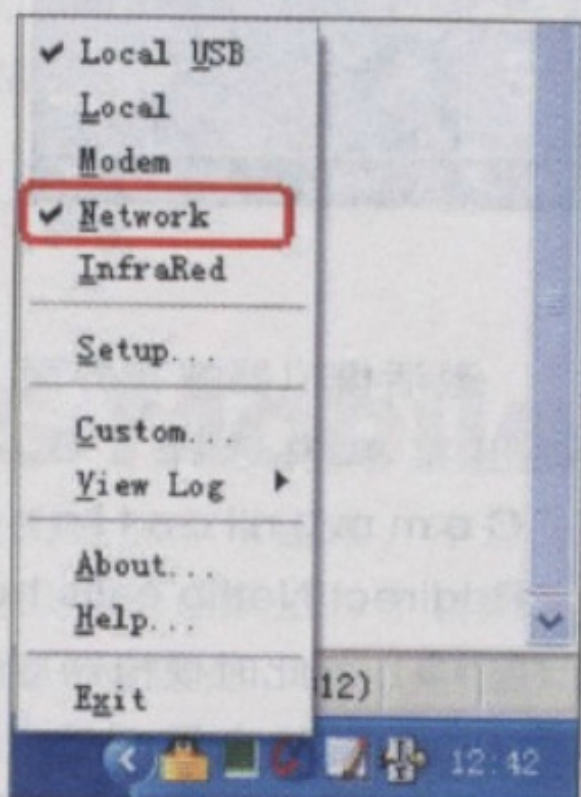 Local USB
Local
Modem
Network
InfraRed
Setup...
Custom...
View Log
About...
Help...
Exit
12)
12:42